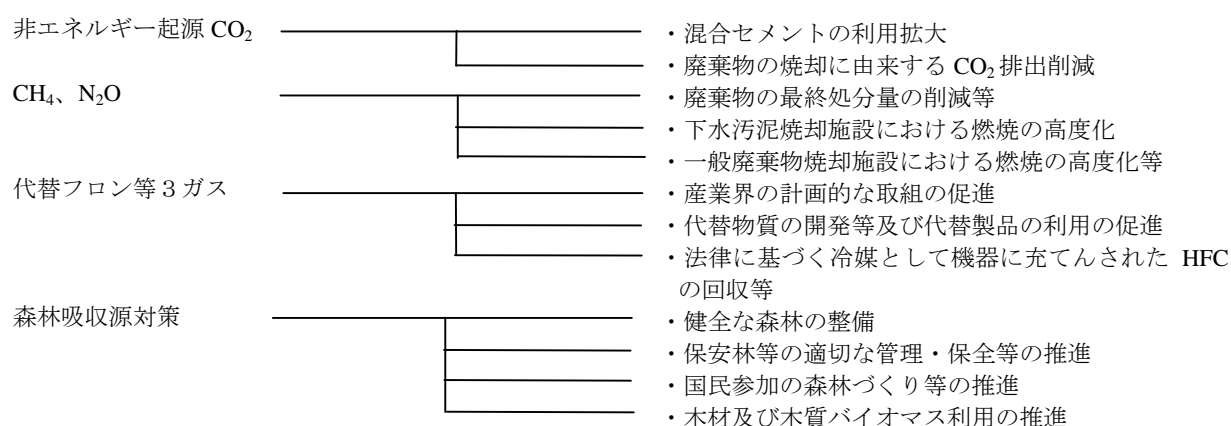 非エネルギー起源 CO₂
・混合セメントの利用拡大
・廃棄物の焼却に由来する CO₂ 排出削減
CH₄、N₂O
・廃棄物の最終処分量の削減等
・下水汚泥焼却施設における燃焼の高度化
・一般廃棄物焼却施設における燃焼の高度化等
代替フロン等３ガス
・産業界の計画的な取組の促進
・代替物質の開発等及び代替製品の利用の促進
・法律に基づく冷媒として機器に充てんされた HFC
の回収等
森林吸収源対策
・健全な森林の整備
・保安林等の適切な管理・保全等の推進
・国民参加の森林づくり等の推進
・木材及び木質バイオマス利用の推進